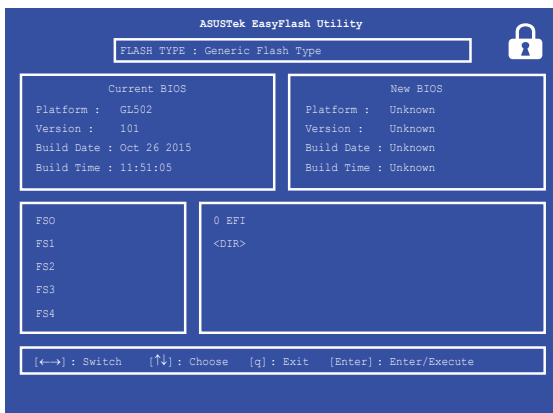 ASUSTek EasyFlash Utility
FLASH TYPE : Generic Flash Type
Current BIOS
Platform : GL502
Version : 101
Build Date : Oct 26 2015
Build Time : 11:51:05
New BIOS
Platform : Unknown
Version : Unknown
Build Date : Unknown
Build Time : Unknown
FSO
FS1
FS2
FS3
FS4
0 EFI
<DIR>
[←→] : Switch [↑↓] : Choose [q] : Exit [Enter] : Enter/Execute